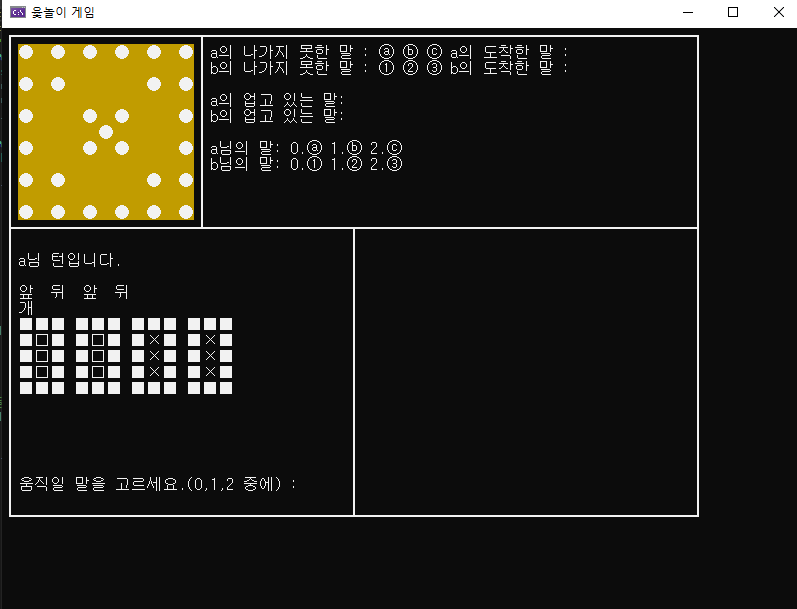 윷놀이 게임
a의 나가지 못한 말 : ⓐ ⓑ ⓒ a의 도착한 말 :
b의 나가지 못한 말 : ① ② ③ b의 도착한 말 :
a의 업고 있는 말:
b의 업고 있는 말:
a님의 말: 0.ⓐ 1.ⓑ 2.ⓒ
b님의 말: 0.① 1.② 2.③
a님 턴입니다.
앞 뒤 앞 뒤
개
움직일 말을 고르세요.(0,1,2 중에) :